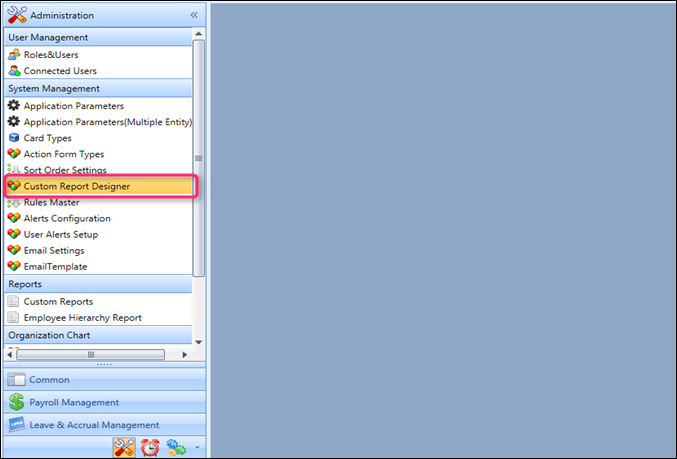 Administration
User Management
Roles&Users
Connected Users
System Management
Application Parameters
Application Parameters(Multiple Entity)
Card Types
Action Form Types
Sort Order Settings
Custom Report Designer
Rules Master
Alerts Configuration
User Alerts Setup
Email Settings
EmailTemplate
Reports
Custom Reports
Employee Hierarchy Report
Organization Chart
Common
Payroll Management
Leave & Accrual Management